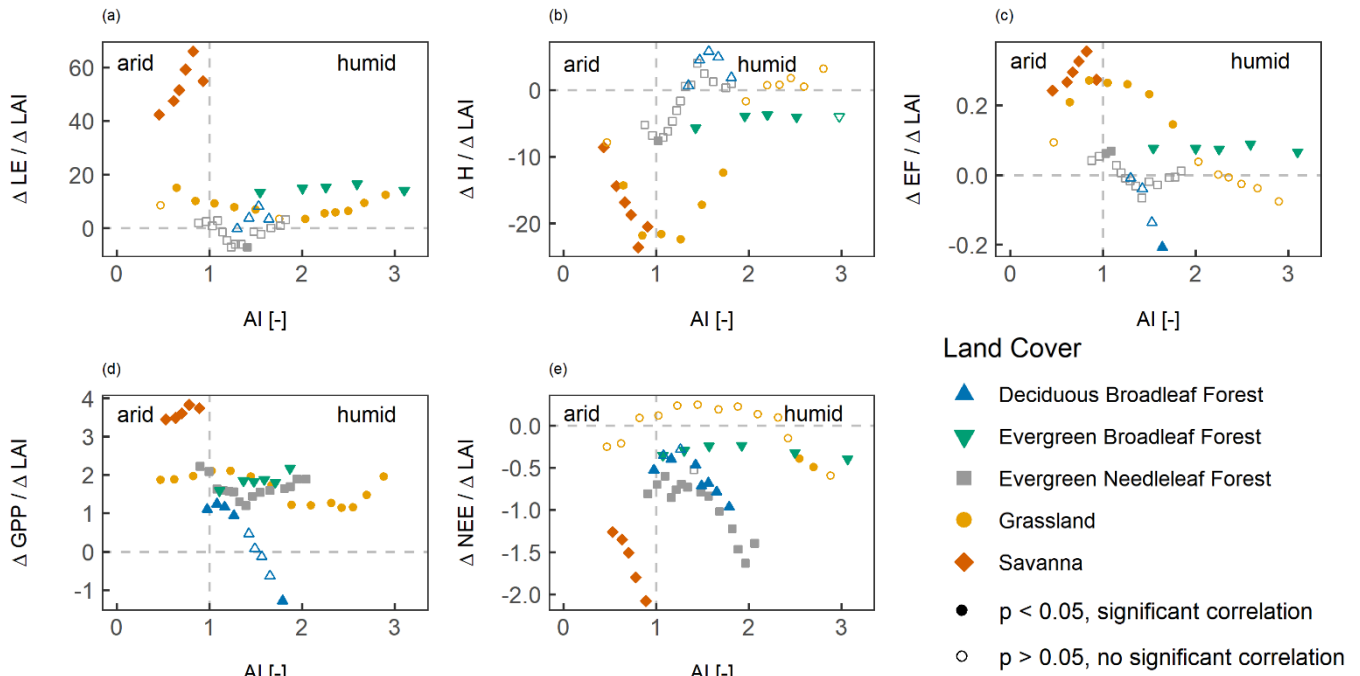 (a)
arid
humid
Δ LE / Δ LAI
60
40
20
0
0
1
2
3
AI [-]
(b)
arid
humid
Δ H / Δ LAI
0
-10
-20
0
1
2
3
AI [-]
(c)
arid
humid
Δ EF / Δ LAI
0.2
0.0
-0.2
0
1
2
3
AI [-]
(d)
arid
humid
Δ GPP / Δ LAI
4
3
2
1
0
-1
0
1
2
3
AI [-]
(e)
arid
humid
Δ NEE / Δ LAI
0.0
-0.5
-1.0
-1.5
-2.0
0
1
2
3
AI [-]
Land Cover
Deciduous Broadleaf Forest
Evergreen Broadleaf Forest
Evergreen Needleleaf Forest
Grassland
Savanna
p < 0.05, significant correlation
p > 0.05, no significant correlation